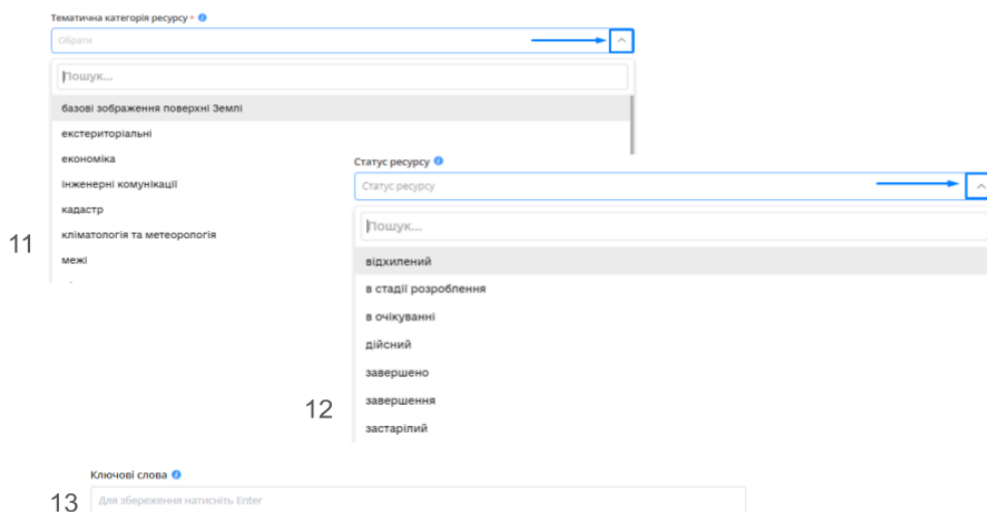 Тематична категорія ресурсу *
Обрати
Пошук...
базові зображення поверхні Землі
екстериторіальні
економіка
інженерні комунікації
кадастр
кліматологія та метеорологія
межі
11
Статус ресурсу
Статус ресурсу
Пошук...
відхилений
в стадії розроблення
в очікуванні
дійсний
завершено
завершення
застарілий
12
Ключові слова
Для збереження натисніть Enter
13